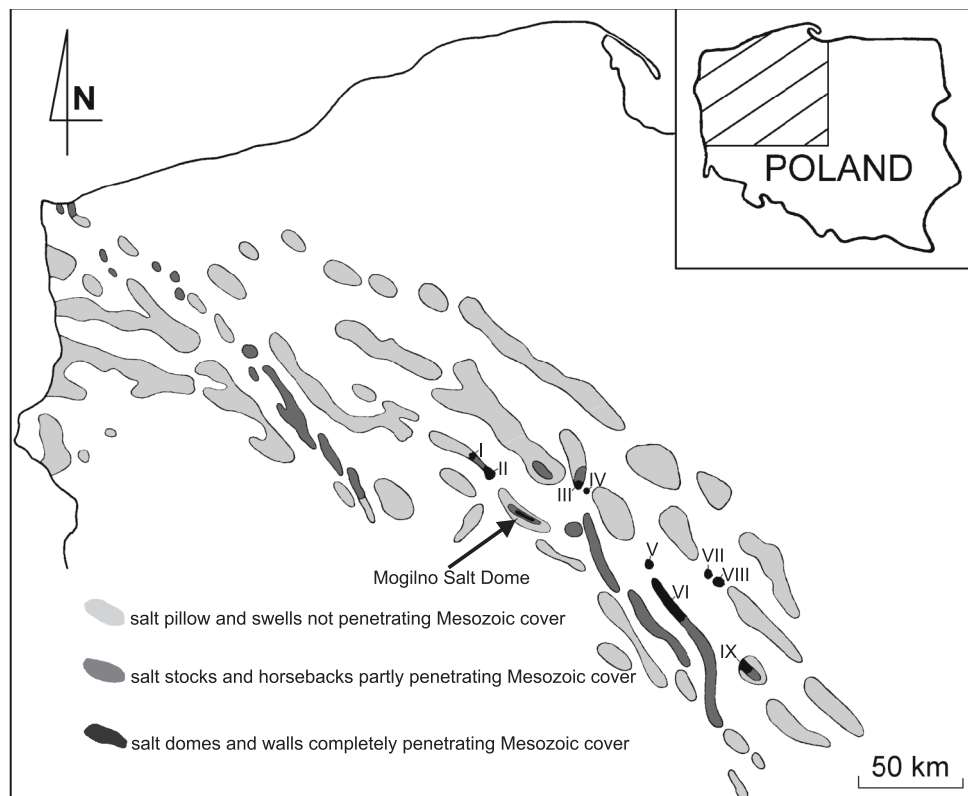 N
POLAND
I
II
III
IV
Mogilno Salt Dome
V
VII
VIII
VI
IX
salt pillow and swells not penetrating Mesozoic cover
salt stocks and horsebacks partly penetrating Mesozoic cover
salt domes and walls completely penetrating Mesozoic cover
50 km